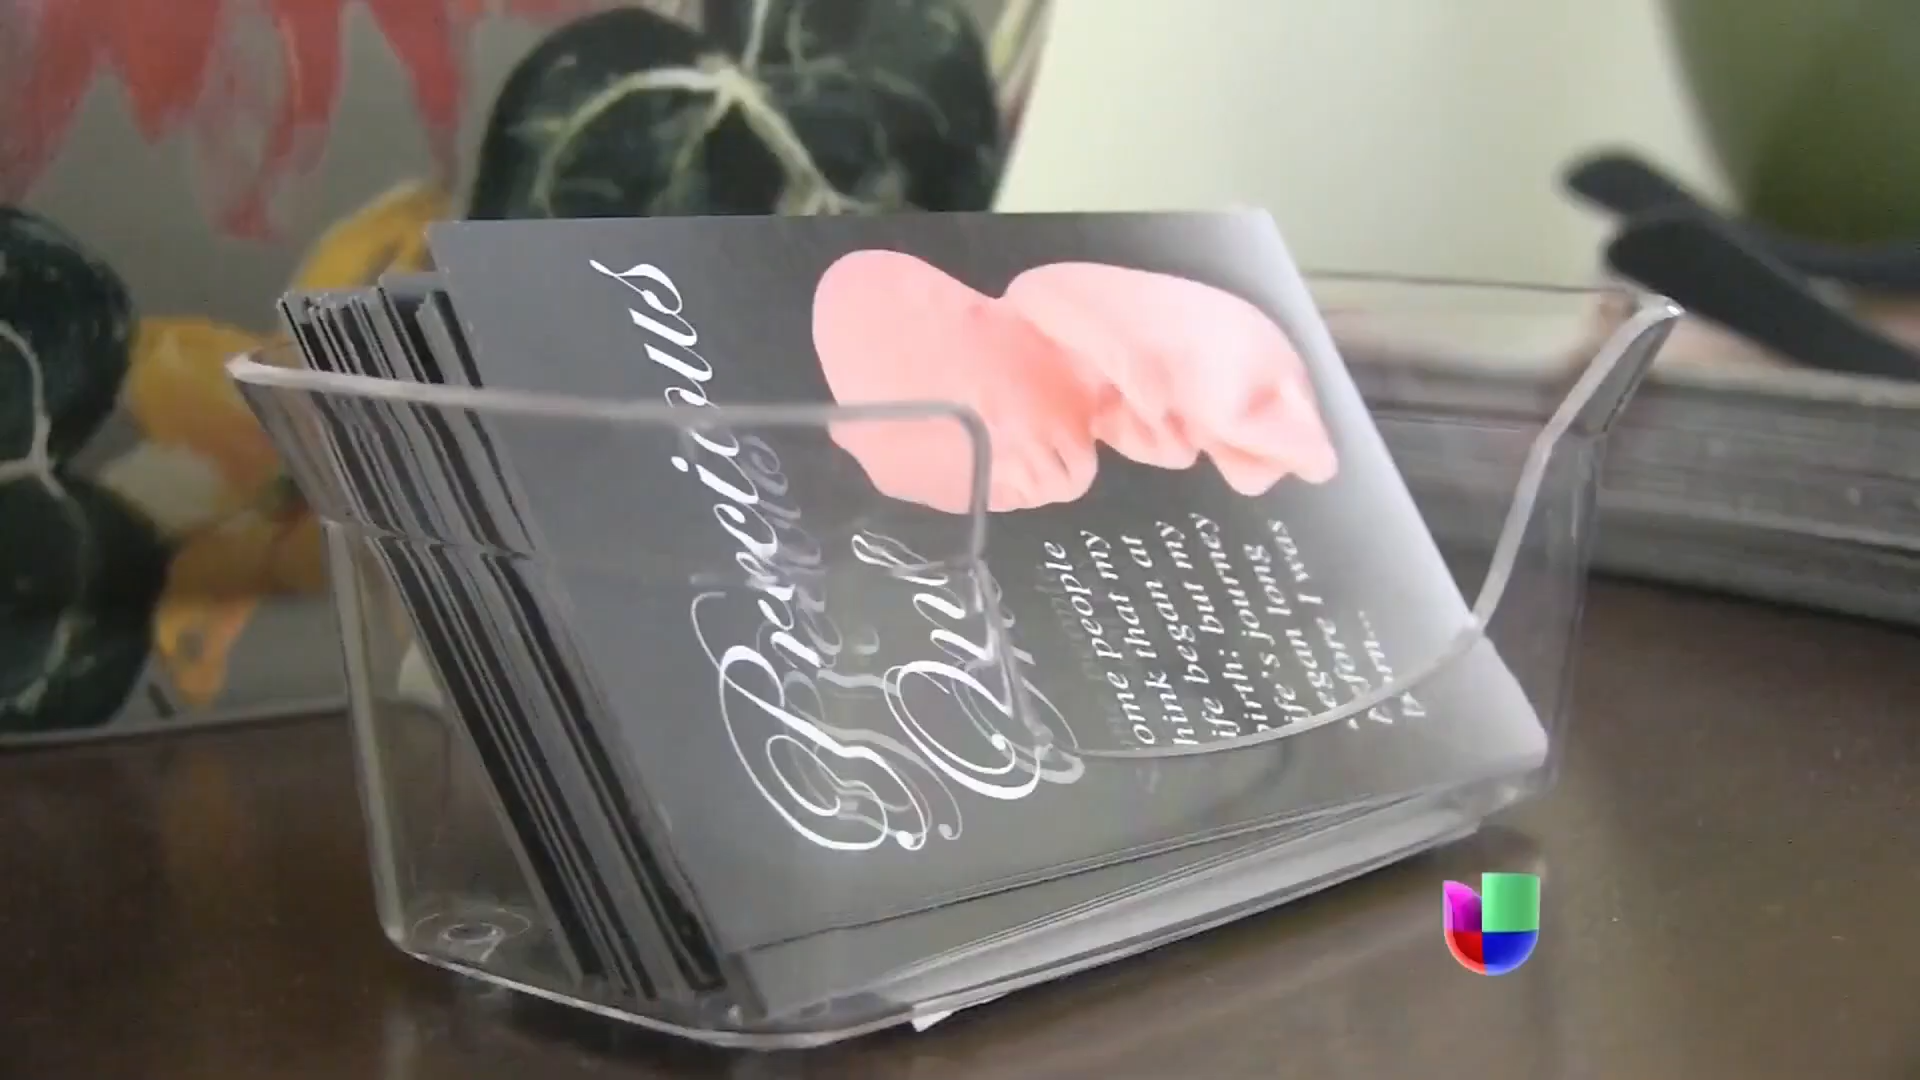 Precious
One
Some people
think that my
life began at
birth; but my
life's journey
began long
before I was
born...